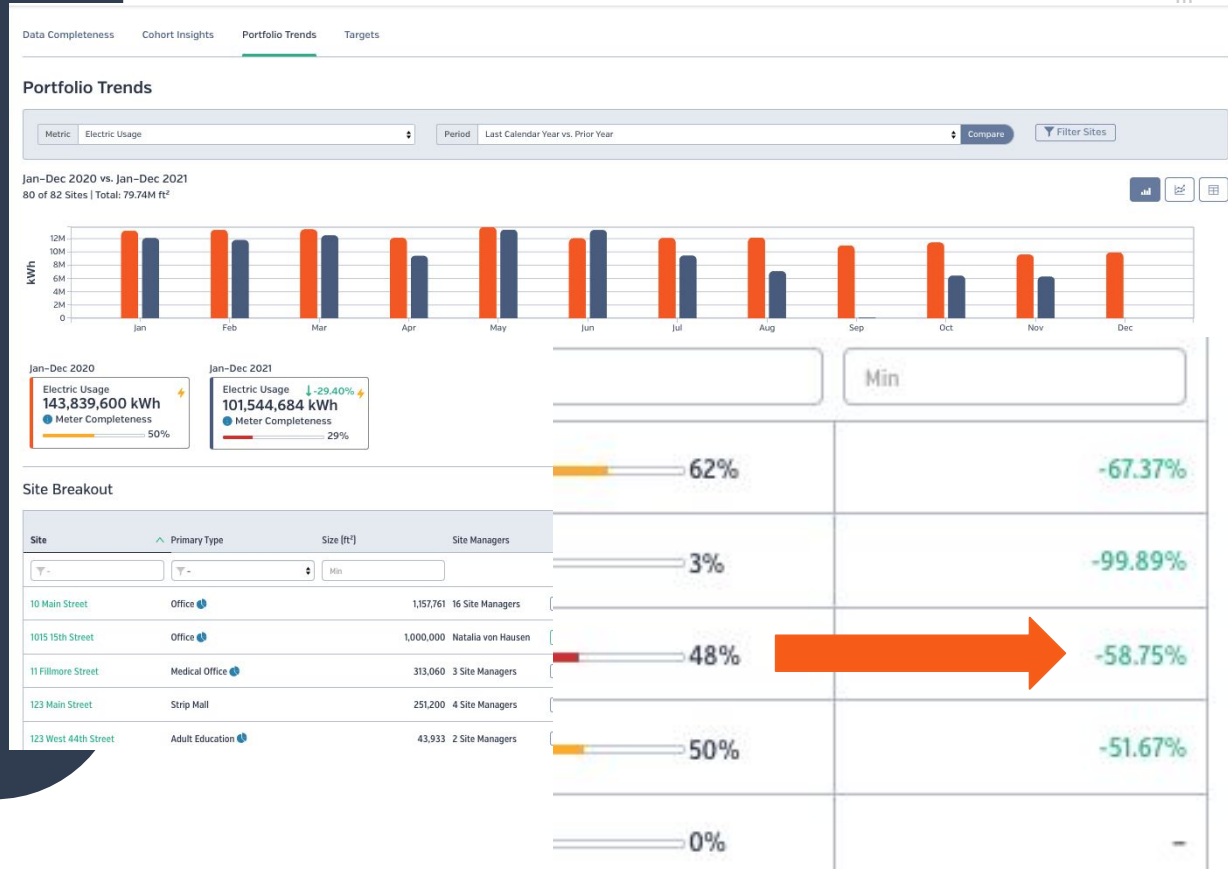 Data Completeness Cohort Insights Portfolio Trends Targets
Portfolio Trends
Metric Electric Usage Period Last Calendar Year vs. Prior Year Compare Filter Sites
Jan–Dec 2020 vs. Jan–Dec 2021
80 of 82 Sites | Total: 79.74M ft²
kWh
12M
10M
8M
6M
4M
2M
0
Jan Feb Mar Apr May Jun Jul Aug Sep Oct Nov Dec
Jan–Dec 2020
Electric Usage
143,839,600 kWh
Meter Completeness
50%
Jan–Dec 2021
Electric Usage ↓-29.40%
101,544,684 kWh
Meter Completeness
29%
Site Breakout
Site Primary Type Size (ft²) Site Managers
- - Min
10 Main Street Office 1,157,761 16 Site Managers
1015 15th Street Office 1,000,000 Natalia von Hausen
11 Fillmore Street Medical Office 313,060 3 Site Managers
123 Main Street Strip Mall 251,200 4 Site Managers
123 West 44th Street Adult Education 43,933 2 Site Managers
Min
62% -67.37%
3% -99.89%
48% -58.75%
50% -51.67%
0% -